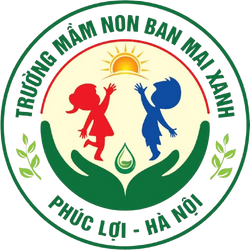 TRƯỜNG MẦM NON BAN MAI XANH
PHÚC LỢI - HÀ NỘI